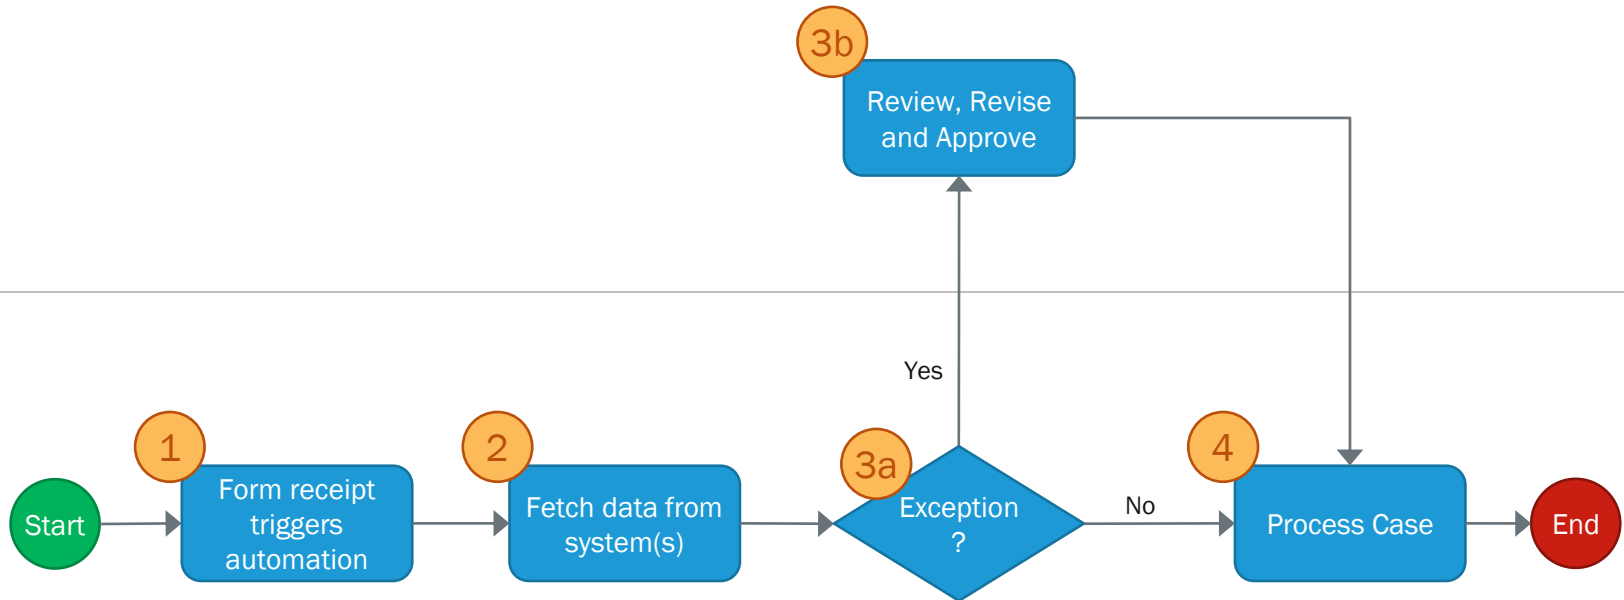 3b
Review, Revise
and Approve
Yes
1
2
3a
4
Start
Form receipt
triggers
automation
Fetch data from
system(s)
Exception
?
No
Process Case
End